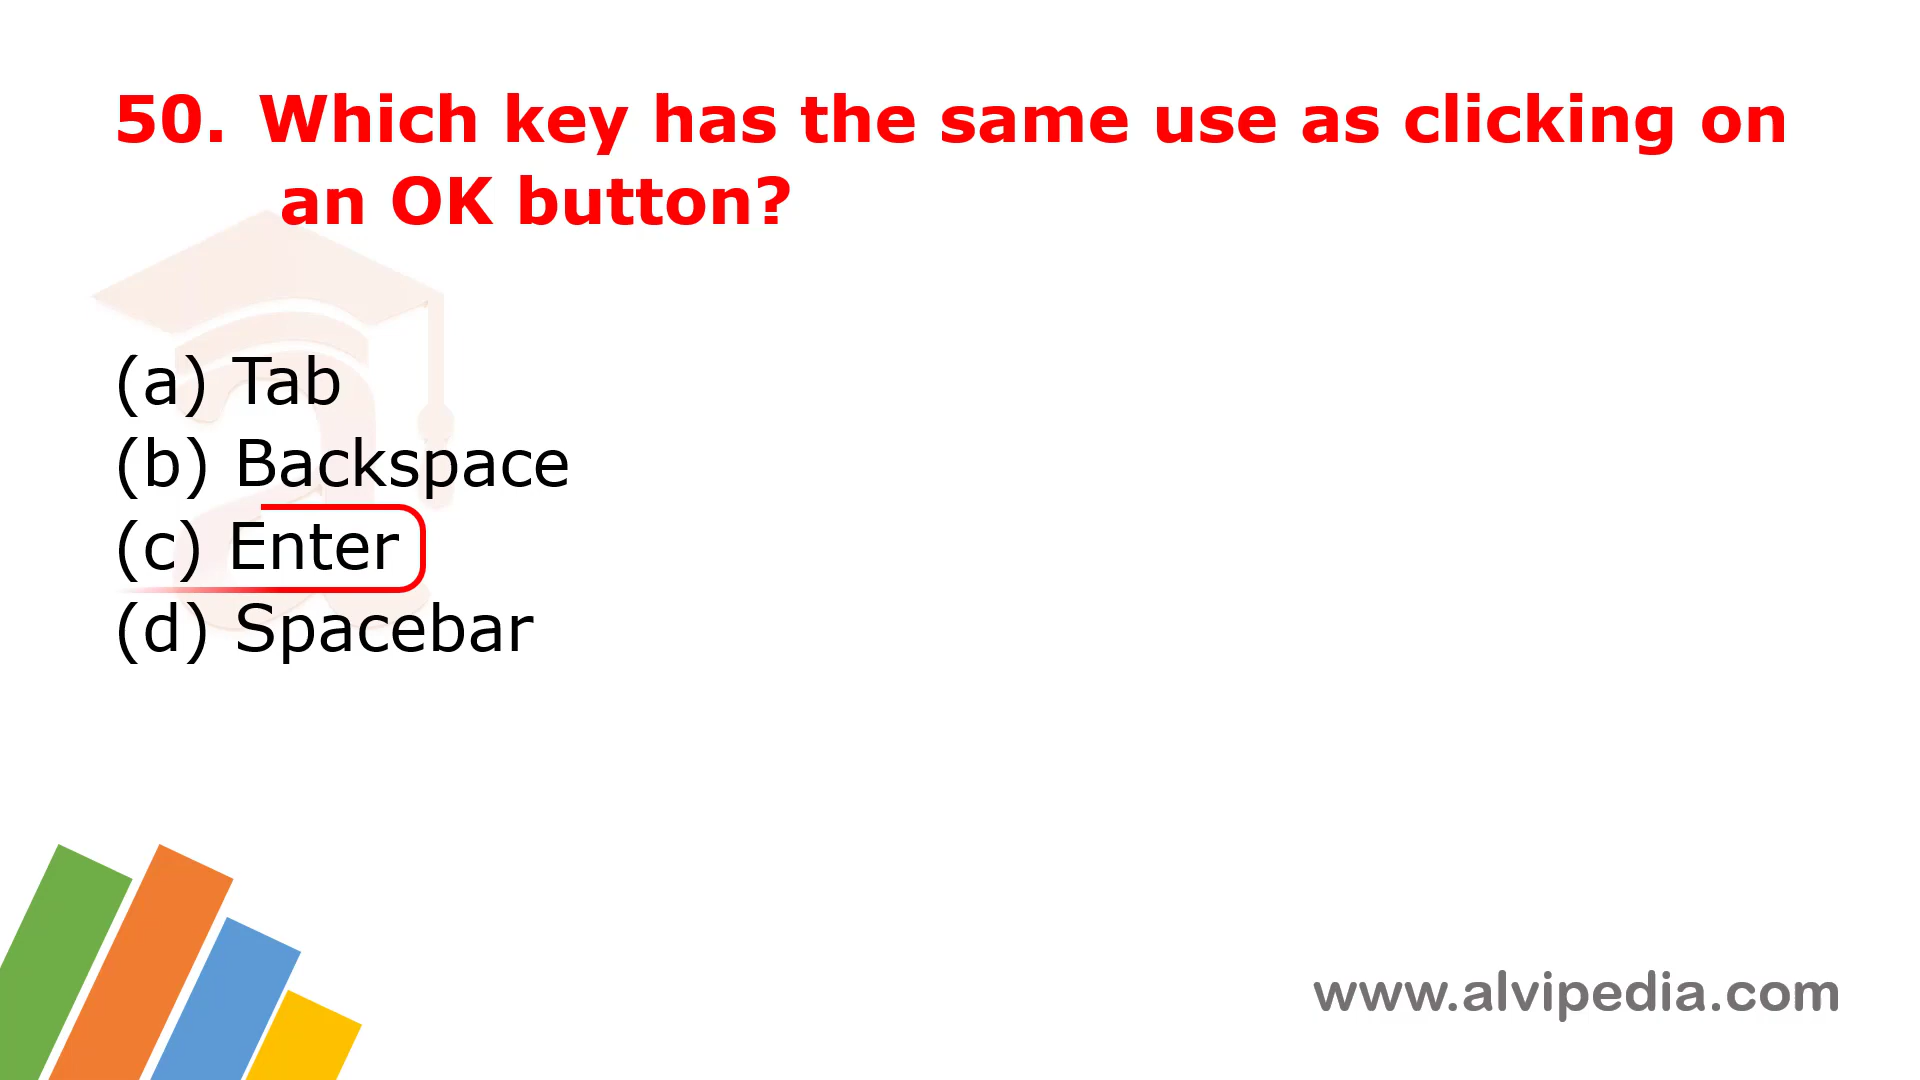 50. Which key has the same use as clicking on
an OK button?
(a) Tab
(b) Backspace
(c) Enter
(d) Spacebar
www.alvipedia.com